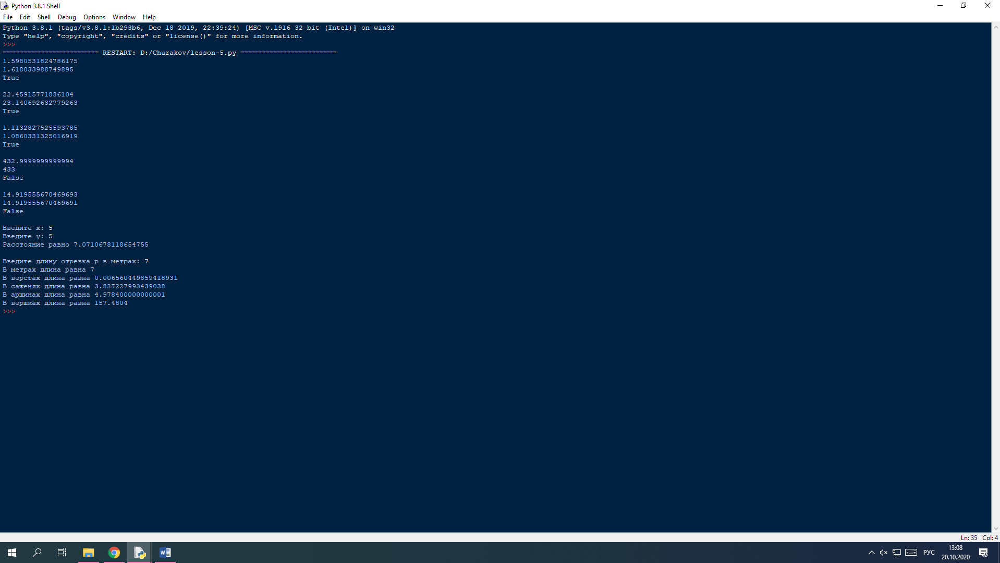 Python 3.8.1 Shell
File Edit Shell Debug Options Window Help
Python 3.8.1 (tags/v3.8.1:1b293b6, Dec 18 2019, 22:39:24) [MSC v.1916 32 bit (Intel)] on win32
Type "help", "copyright", "credits" or "license()" for more information.
>>>
======================= RESTART: D:/Churakov/lesson-5.py =======================
1.5980531824786175
1.618033988749895
True
22.45915771836104
23.140692632779263
True
1.1132827525593785
1.0860331325016919
True
432.9999999999994
433
False
14.919555670469693
14.919555670469691
False
Введите x: 5
Введите y: 5
Расстояние равно 7.0710678118654755
Введите длину отрезка p в метрах: 7
В метрах длина равна 7
В верстах длина равна 0.006560449859418931
В саженях длина равна 3.827227993439038
В аршинах длина равна 4.978400000000001
В вершках длина равна 157.4804
>>>
Ln: 35 Col: 4
РУС
13:08
20.10.2020